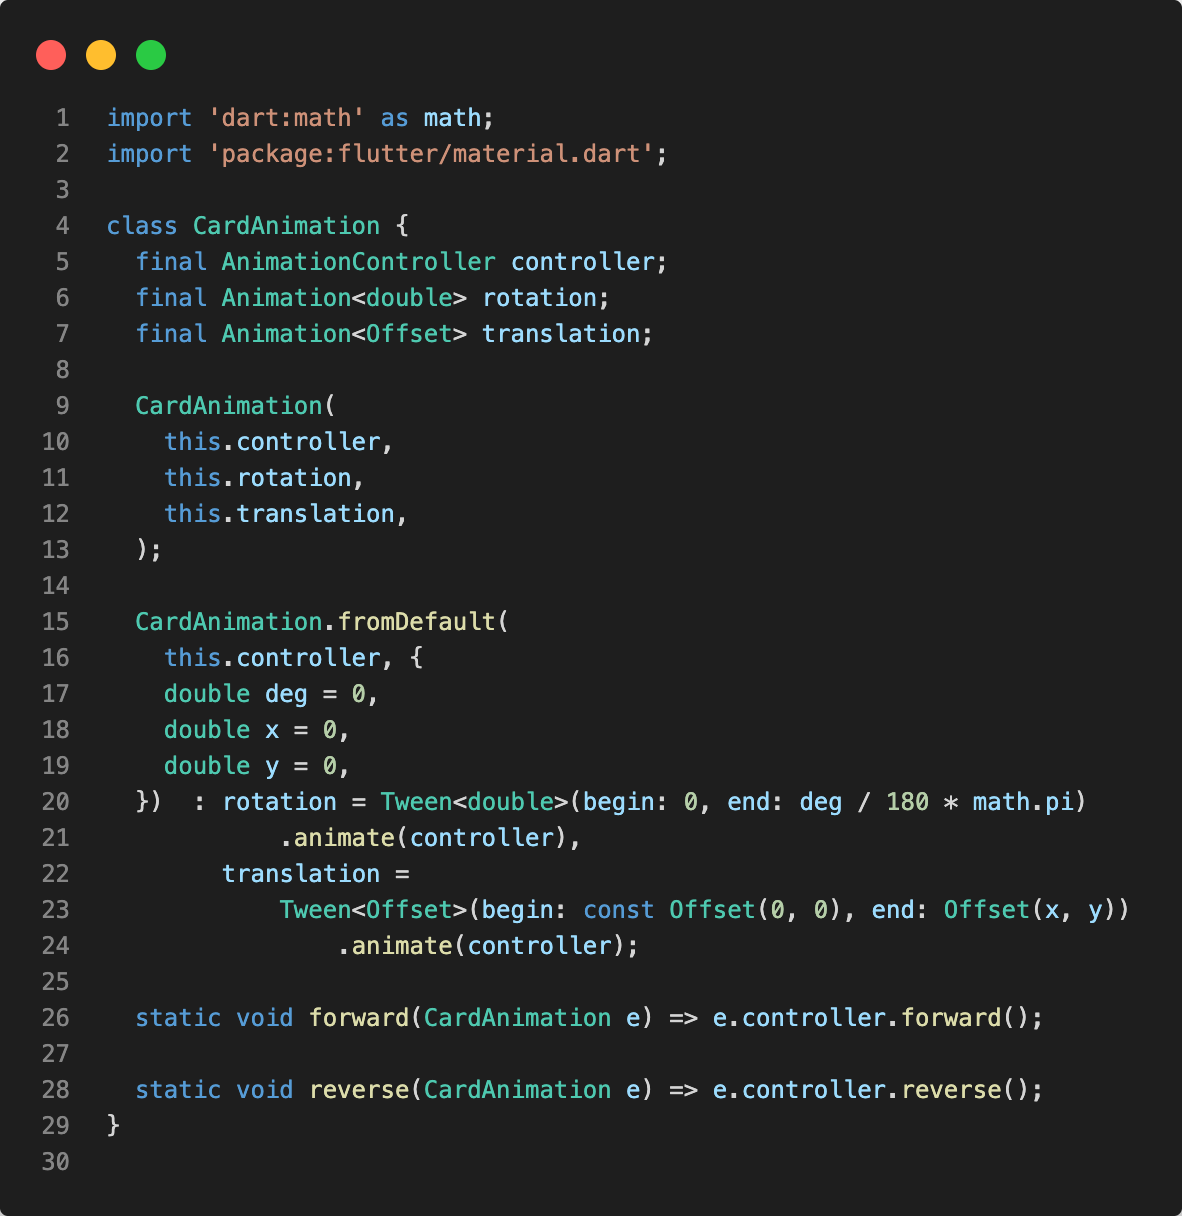 1 import 'dart:math' as math;
2 import 'package:flutter/material.dart';
3
4 class CardAnimation {
5   final AnimationController controller;
6   final Animation<double> rotation;
7   final Animation<Offset> translation;
8
9   CardAnimation(
10     this.controller,
11     this.rotation,
12     this.translation,
13   );
14
15   CardAnimation.fromDefault(
16     this.controller, {
17     double deg = 0,
18     double x = 0,
19     double y = 0,
20   })  : rotation = Tween<double>(begin: 0, end: deg / 180 * math.pi)
21             .animate(controller),
22         translation =
23             Tween<Offset>(begin: const Offset(0, 0), end: Offset(x, y))
24                 .animate(controller);
25
26   static void forward(CardAnimation e) => e.controller.forward();
27
28   static void reverse(CardAnimation e) => e.controller.reverse();
29 }
30